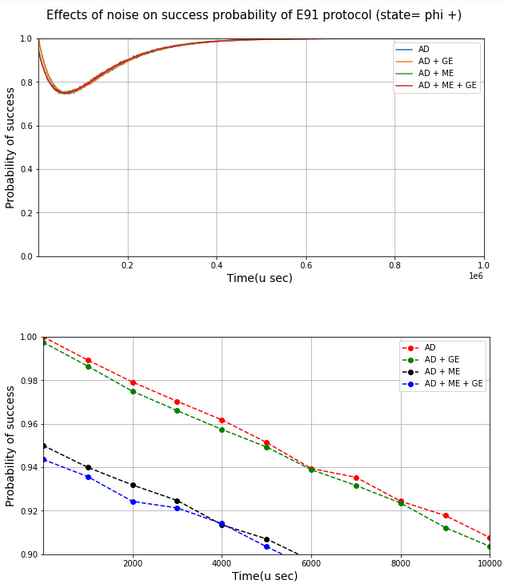 Effects of noise on success probability of E91 protocol (state= phi +)
1.0
0.8
0.6
0.4
0.2
0.0
Probability of success
AD
AD + GE
AD + ME
AD + ME + GE
0.2
0.4
0.6
0.8
1.0
1e6
Time(u sec)
1.00
0.98
0.96
0.94
0.92
0.90
Probability of success
AD
AD + GE
AD + ME
AD + ME + GE
2000
4000
6000
8000
10000
Time(u sec)